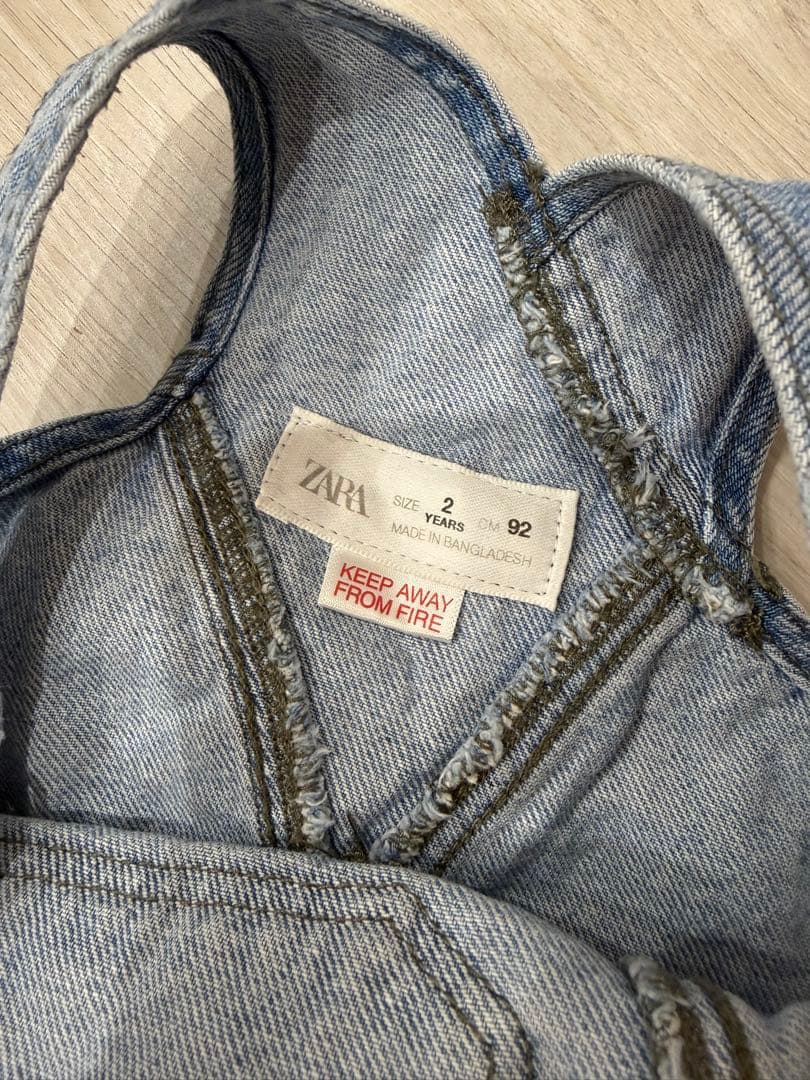 ZARA
SIZE 2 YEARS CM 92
MADE IN BANGLADESH
KEEP AWAY
FROM FIRE